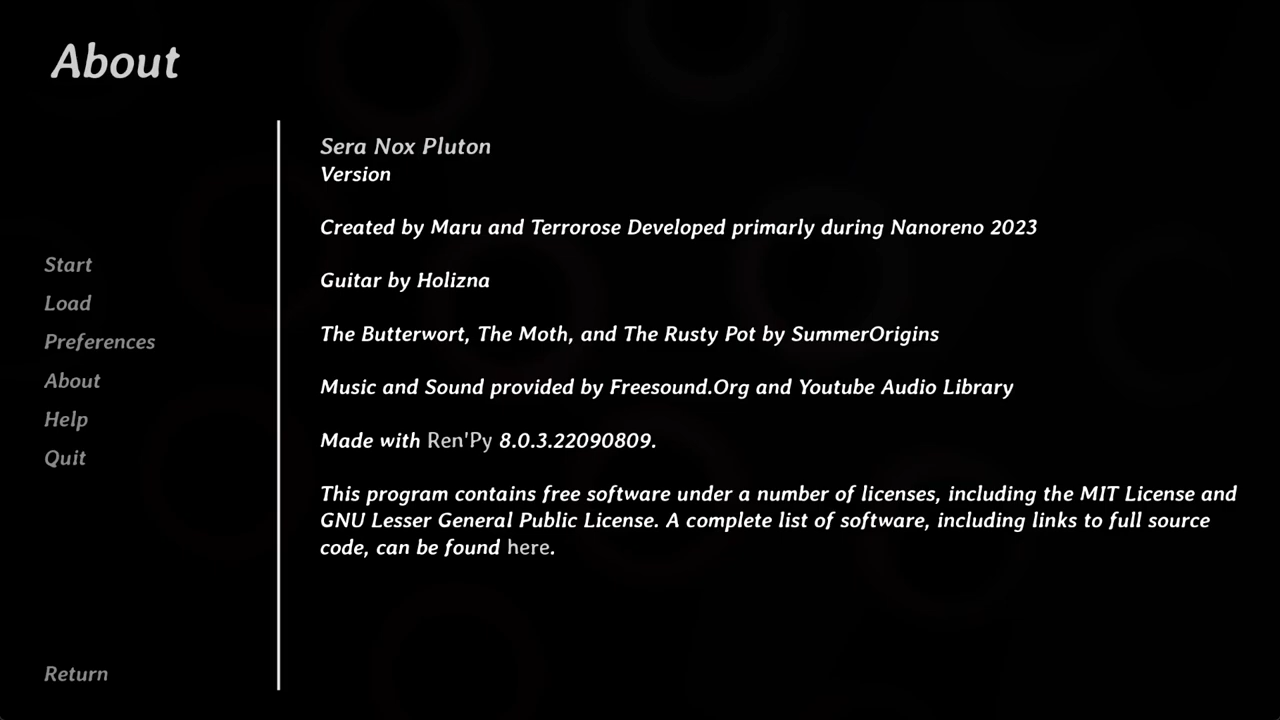 About
Start
Load
Preferences
About
Help
Quit
Return
Sera Nox Pluton
Version
Created by Maru and Terrorose Developed primarly during Nanoreno 2023
Guitar by Holizna
The Butterwort, The Moth, and The Rusty Pot by SummerOrigins
Music and Sound provided by Freesound.Org and Youtube Audio Library
Made with Ren'Py 8.0.3.22090809.
This program contains free software under a number of licenses, including the MIT License and
GNU Lesser General Public License. A complete list of software, including links to full source
code, can be found here.